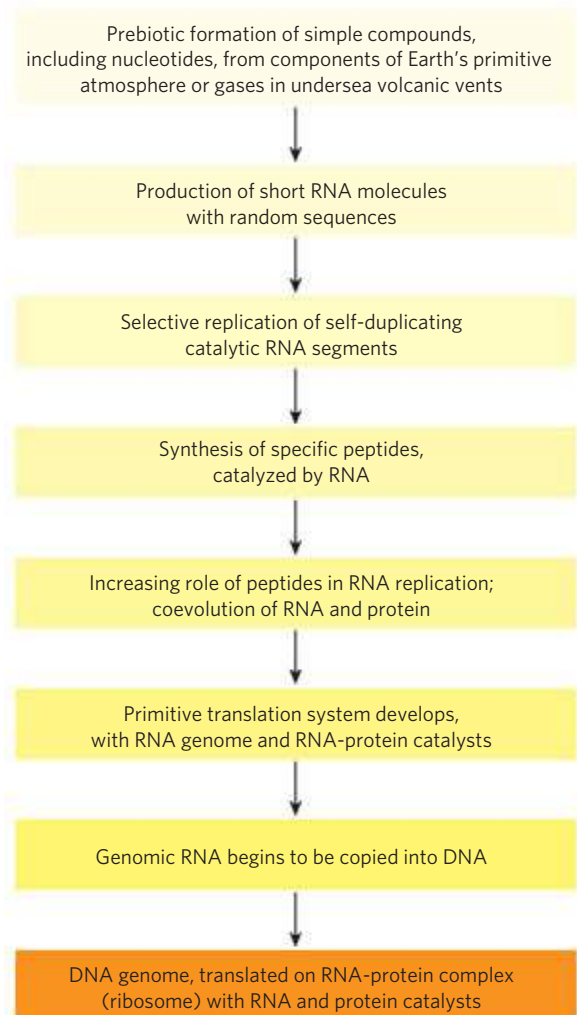 Prebiotic formation of simple compounds,
including nucleotides, from components of Earth’s primitive
atmosphere or gases in undersea volcanic vents
Production of short RNA molecules
with random sequences
Selective replication of self-duplicating
catalytic RNA segments
Synthesis of specific peptides,
catalyzed by RNA
Increasing role of peptides in RNA replication;
coevolution of RNA and protein
Primitive translation system develops,
with RNA genome and RNA-protein catalysts
Genomic RNA begins to be copied into DNA
DNA genome, translated on RNA-protein complex
(ribosome) with RNA and protein catalysts